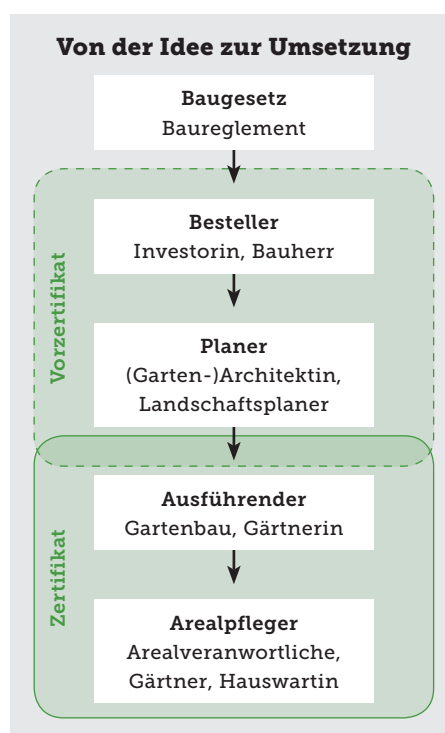 Von der Idee zur Umsetzung
Baugesetz
Baureglement
Vorzertifikat
Besteller
Investorin, Bauherr
Planer
(Garten-)Architektin,
Landschaftsplaner
Zertifikat
Ausführender
Gartenbau, Gärtnerin
Arealpfleger
Arealveranwortliche,
Gärtner, Hauswartin